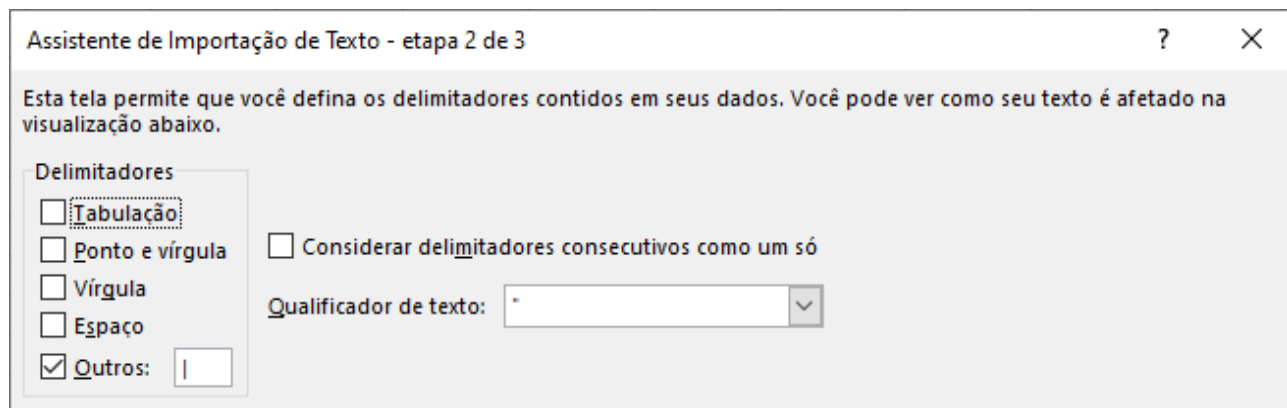 Assistente de Importação de Texto - etapa 2 de 3
?
Esta tela permite que você defina os delimitadores contidos em seus dados. Você pode ver como seu texto é afetado na
visualização abaixo.
Delimitadores
Tabulação
Ponto e vírgula
Considerar delimitadores consecutivos como um só
Vírgula
Qualificador de texto: "
Espaço
Outros: |